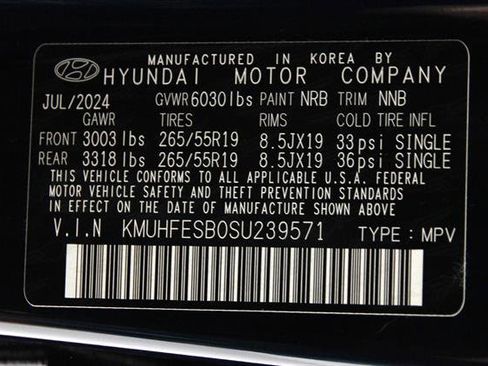 MANUFACTURED IN KOREA BY
HYUNDAI MOTOR COMPANY
JUL/2024 GVWR 6030lbs PAINT NRB TRIM NNB
GAWR TIRES RIMS COLD TIRE INFL
FRONT 3003lbs 265/55R19 8.5JX19 33psi SINGLE
REAR 3318lbs 265/55R19 8.5JX19 36psi SINGLE
THIS VEHICLE CONFORMS TO ALL APPLICABLE U.S.A. FEDERAL
MOTOR VEHICLE SAFETY AND THEFT PREVENTION STANDARDS
IN EFFECT ON THE DATE OF MANUFACTURE SHOWN ABOVE.
V.I.N KMUHFESB0SU239571 TYPE : MPV